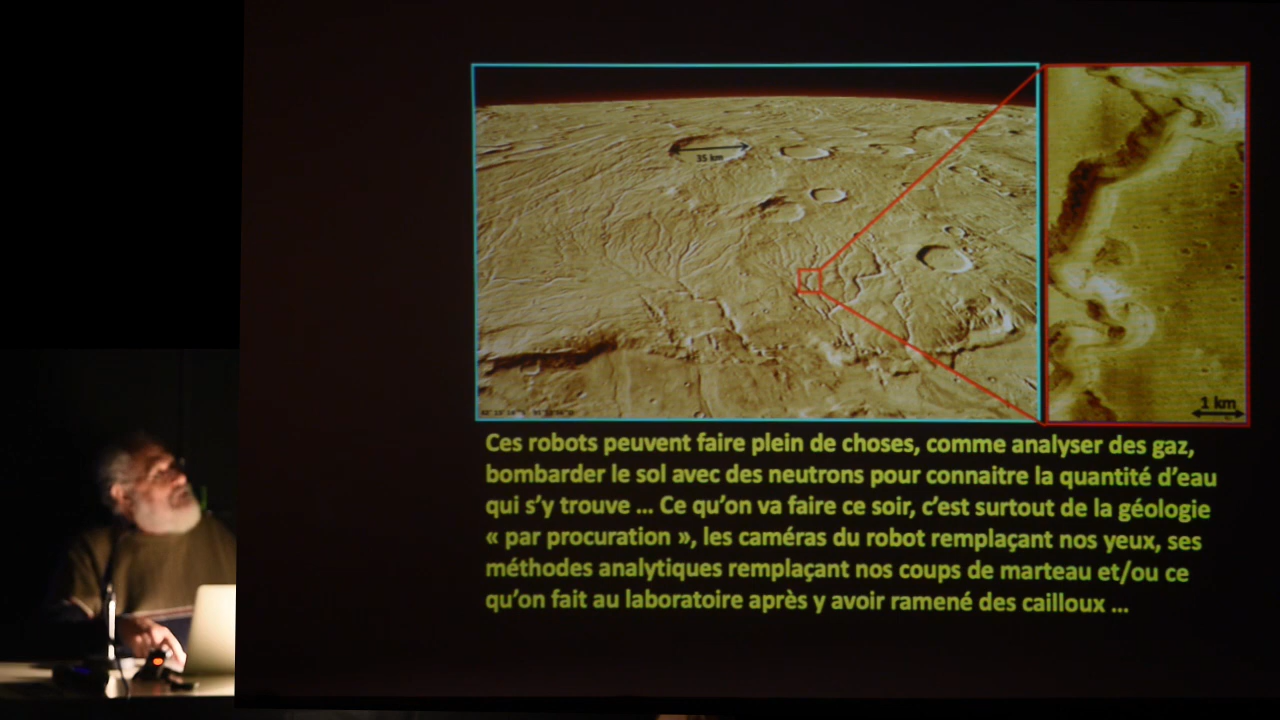 35 km
1 km
Ces robots peuvent faire plein de choses, comme analyser des gaz,
bombarder le sol avec des neutrons pour connaitre la quantité d'eau
qui s'y trouve ... Ce qu'on va faire ce soir, c'est surtout de la géologie
« par procuration », les caméras du robot remplaçant nos yeux, ses
méthodes analytiques remplaçant nos coups de marteau et/ou ce
qu'on fait au laboratoire après y avoir ramené des cailloux ...